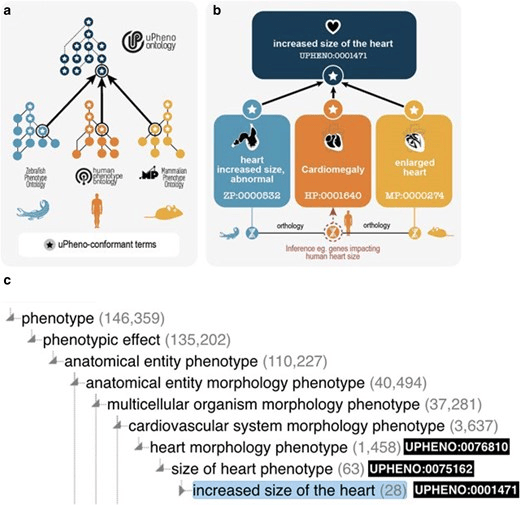 a
uPheno
ontology
Zebrafish
Phenotype
Ontology
human
phenotype
ontology
.MP
Mammalian
Phenotype
Ontology
uPheno-conformant terms
b
increased size of the heart
UPHENO:0001471
heart
increased size,
abnormal
ZP:0000532
Cardiomegaly
HP:0001640
enlarged
heart
MP:0000274
orthology
orthology
Inference eg. genes impacting
human heart size
c
phenotype (146,359)
phenotypic effect (135,202)
anatomical entity phenotype (110,227)
anatomical entity morphology phenotype (40,494)
multicellular organism morphology phenotype (37,281)
cardiovascular system morphology phenotype (3,637)
heart morphology phenotype (1,458) UPHENO:0076810
size of heart phenotype (63) UPHENO:0075162
increased size of the heart (28) UPHENO:0001471